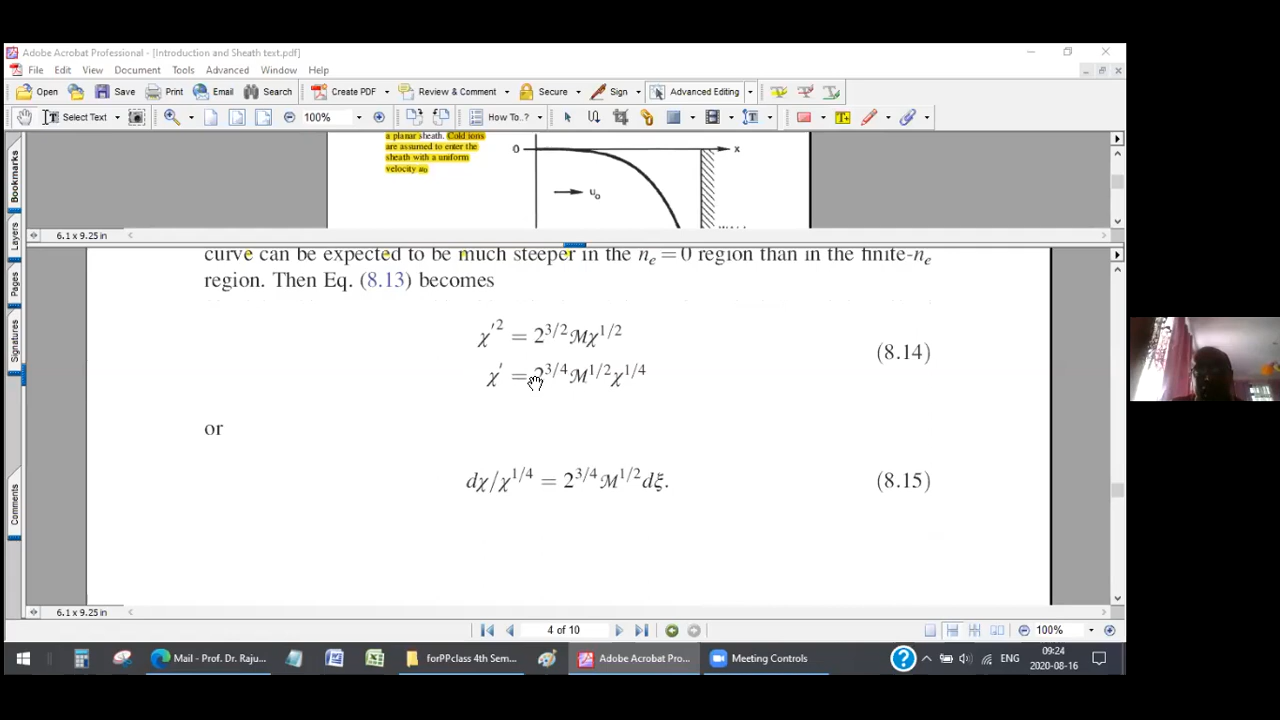 Adobe Acrobat Professional - [Introduction and Sheath text.pdf]
File Edit View Document Tools Advanced Window Help
Open Save Print Email Search Create PDF Review & Comment Secure Sign Advanced Editing
Select Text 100% How To..?
a planar sheath. Cold ions
are assumed to enter the
sheath with a uniform
velocity u₀
0
x
u₀
6.1 x 9.25 in
Bookmarks
Layers
Pages
Signatures
Comments
curve can be expected to be much steeper in the nₑ = 0 region than in the finite-nₑ
region. Then Eq. (8.13) becomes
χ′² = 2^{3/2}ℳχ^{1/2}
(8.14)
χ′ = 2^{3/4}ℳ^{1/2}χ^{1/4}
or
dχ/χ^{1/4} = 2^{3/4}ℳ^{1/2}dξ. (8.15)
6.1 x 9.25 in
4 of 10 100%
Mail - Prof. Dr. Raju... forPPclass 4th Sem... Adobe Acrobat Pro... Meeting Controls ENG 09:24
2020-08-16